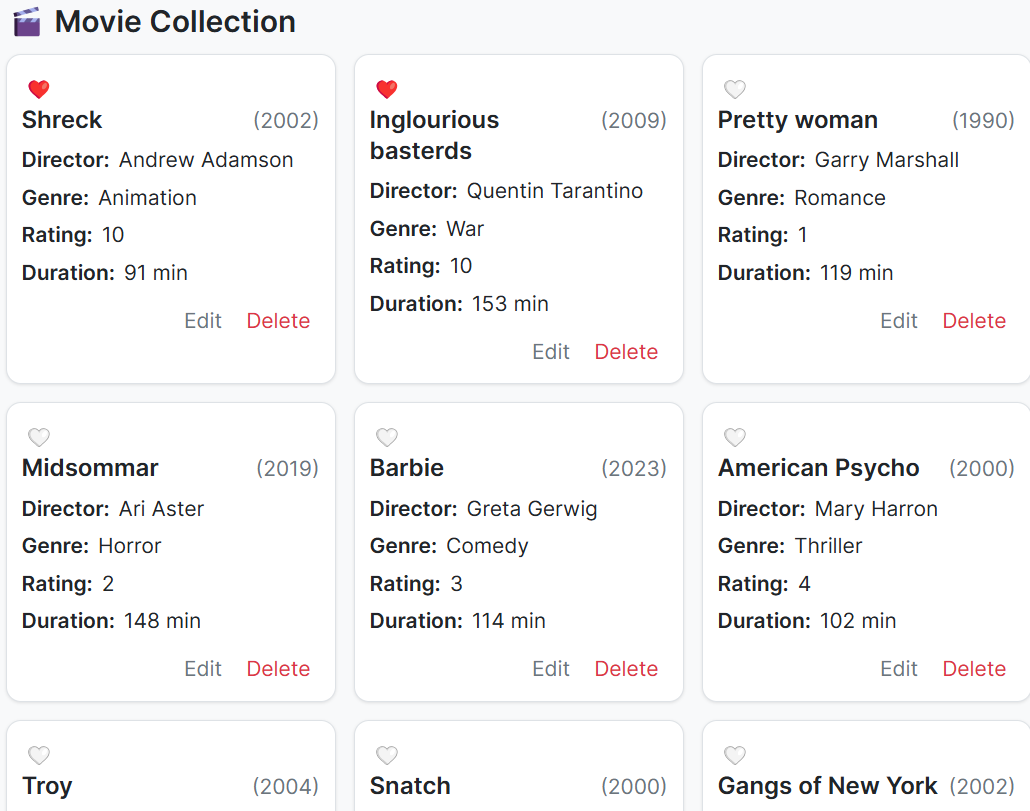 Movie Collection
Shreck (2002)
Director: Andrew Adamson
Genre: Animation
Rating: 10
Duration: 91 min
Edit Delete
Inglourious (2009)
basterds
Director: Quentin Tarantino
Genre: War
Rating: 10
Duration: 153 min
Edit Delete
Pretty woman (1990)
Director: Garry Marshall
Genre: Romance
Rating: 1
Duration: 119 min
Edit Delete
Midsommar (2019)
Director: Ari Aster
Genre: Horror
Rating: 2
Duration: 148 min
Edit Delete
Barbie (2023)
Director: Greta Gerwig
Genre: Comedy
Rating: 3
Duration: 114 min
Edit Delete
American Psycho (2000)
Director: Mary Harron
Genre: Thriller
Rating: 4
Duration: 102 min
Edit Delete
Troy (2004)
Snatch (2000)
Gangs of New York (2002)